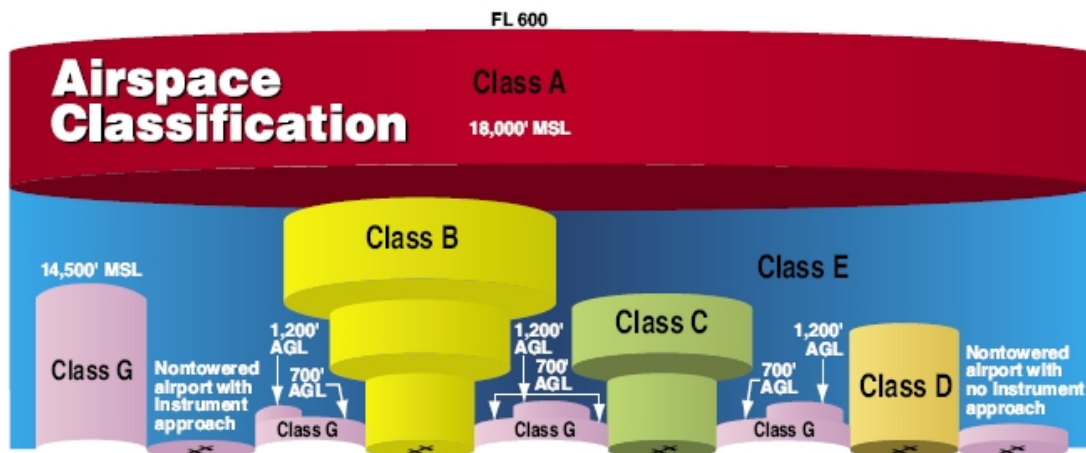 FL 600
Airspace
Classification
Class A
18,000' MSL
Class B
Class E
14,500' MSL
Class C
1,200'
AGL
1,200'
AGL
1,200'
AGL
Class G
Nontowered
airport with
Instrument
approach
700'
AGL
700'
AGL
700'
AGL
Class D
Nontowered
airport with
no Instrument
approach
Class G
Class G
Class G